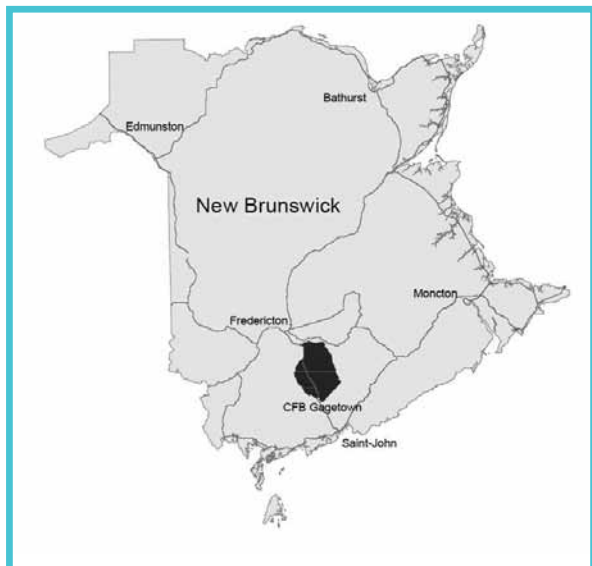 Bathurst
Edmunston
New Brunswick
Moncton
Fredericton
CFB Gagetown
Saint-John